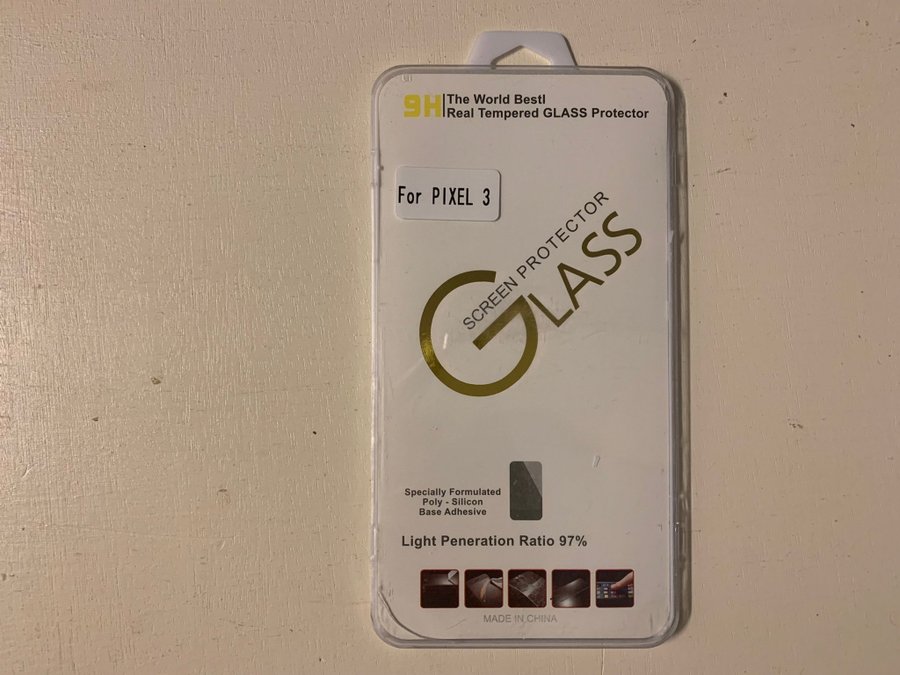 9H The World Best!
Real Tempered GLASS Protector
For PIXEL 3
SCREEN PROTECTOR
GLASS
Specially Formulated
Poly - Silicon
Base Adhesive
Light Peneration Ratio 97%
MADE IN CHINA